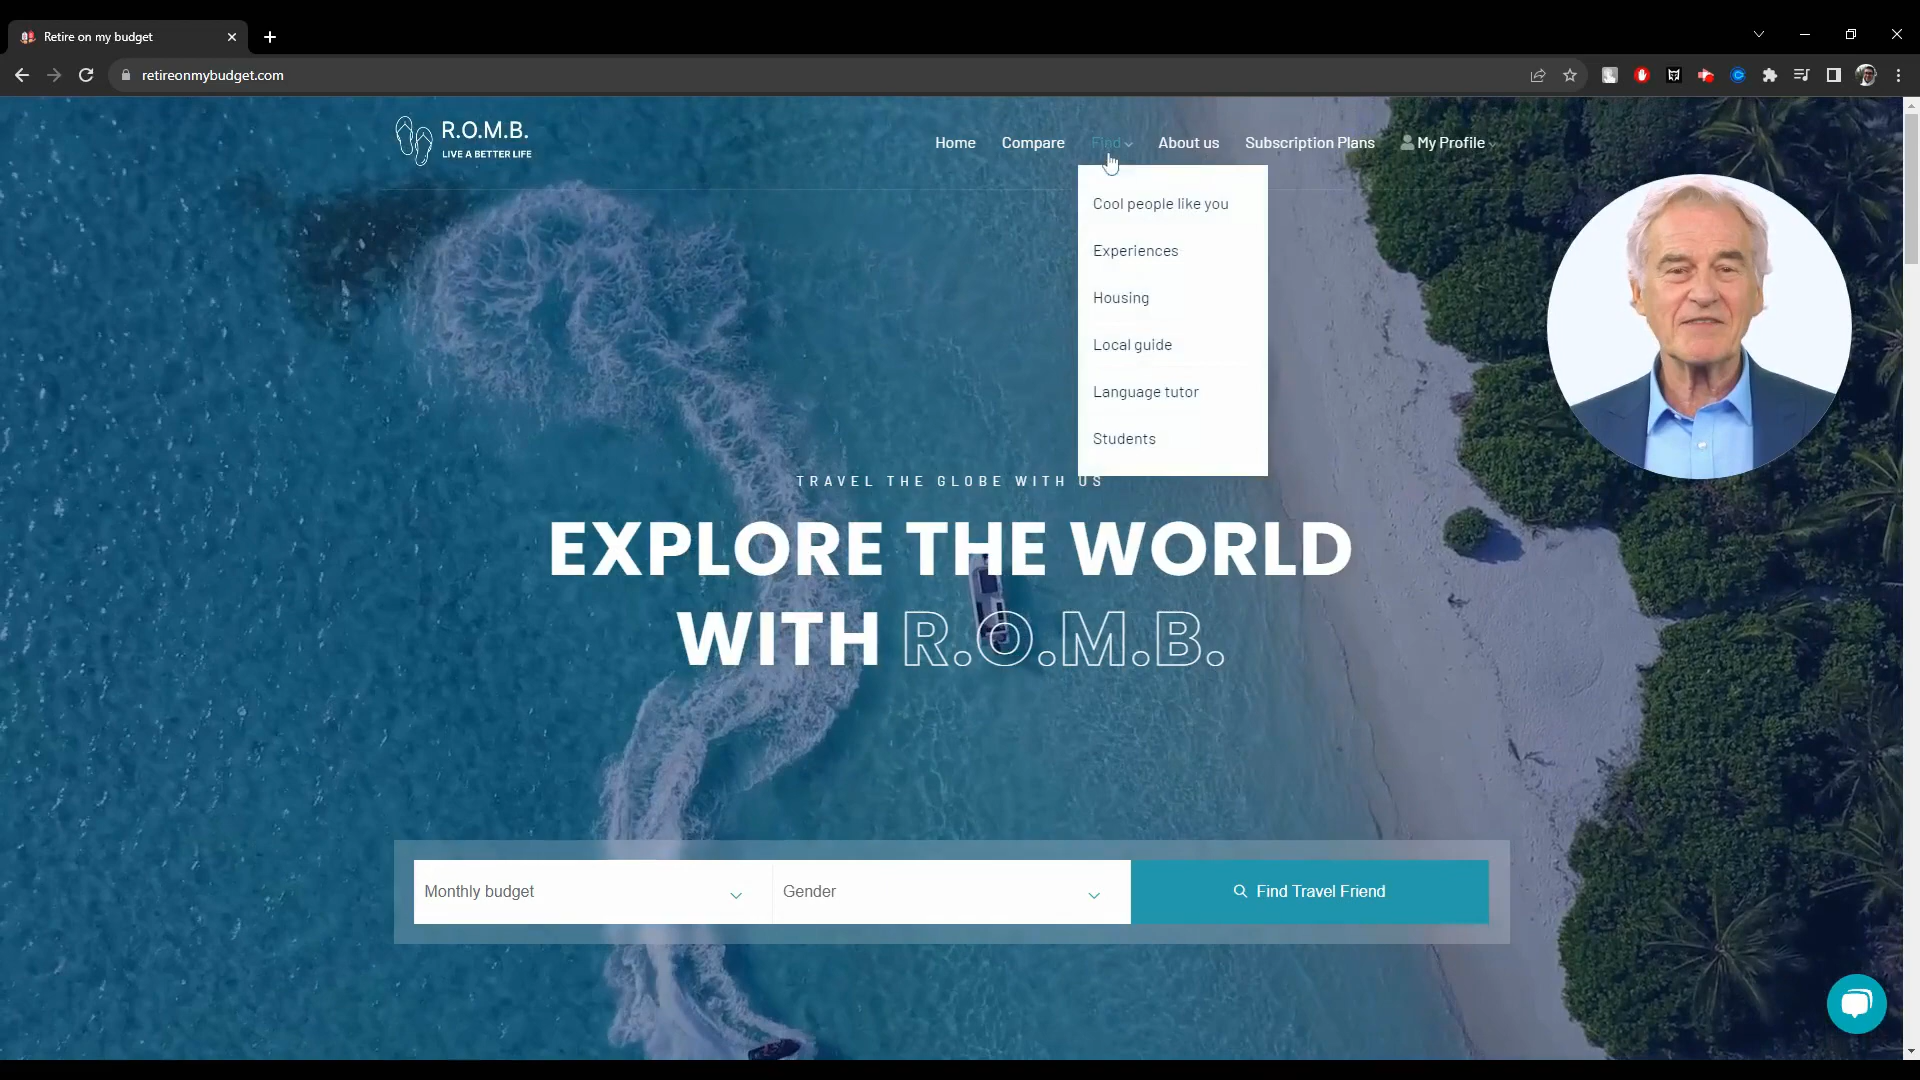 Retire on my budget
retireonmybudget.com
R.O.M.B.
LIVE A BETTER LIFE
Home
Compare
Find
About us
Subscription Plans
My Profile
Cool people like you
Experiences
Housing
Local guide
Language tutor
Students
TRAVEL THE GLOBE WITH US
EXPLORE THE WORLD
WITH R.O.M.B.
Monthly budget
Gender
Find Travel Friend